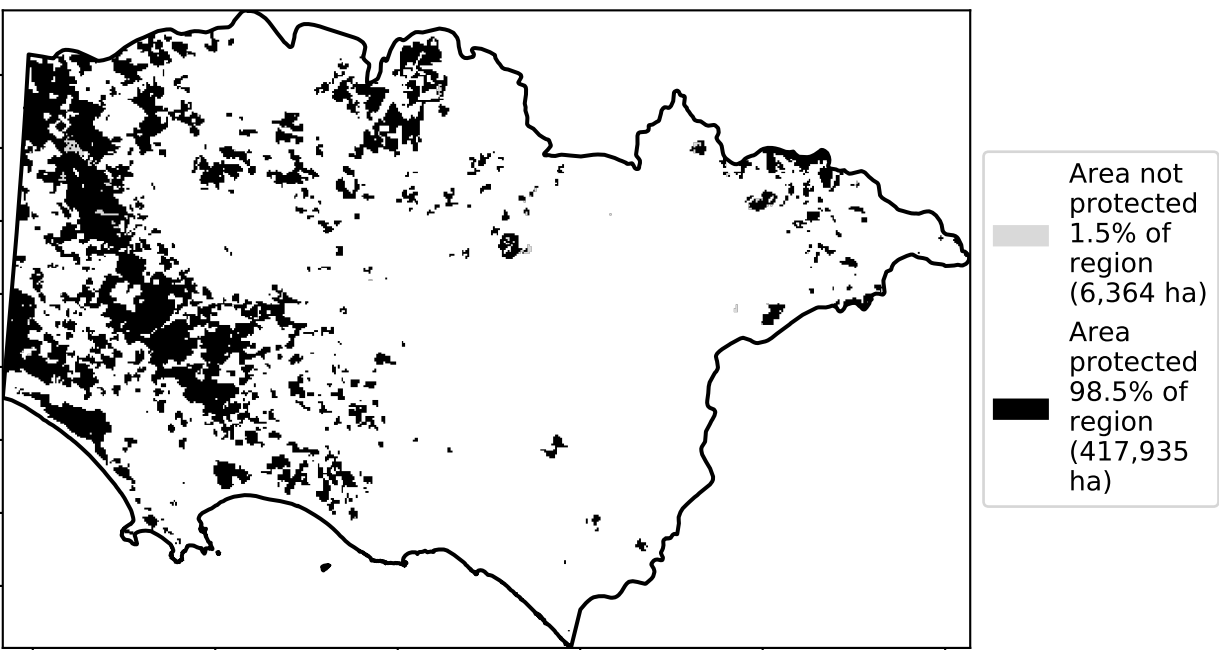 Area not
protected
1.5% of
region
(6,364 ha)
Area
protected
98.5% of
region
(417,935
ha)